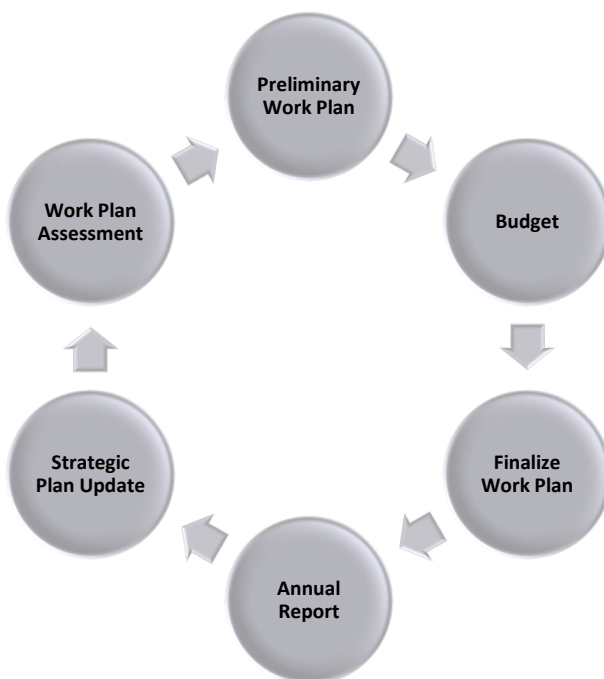 Preliminary
Work Plan
Budget
Finalize
Work Plan
Annual
Report
Strategic
Plan Update
Work Plan
Assessment